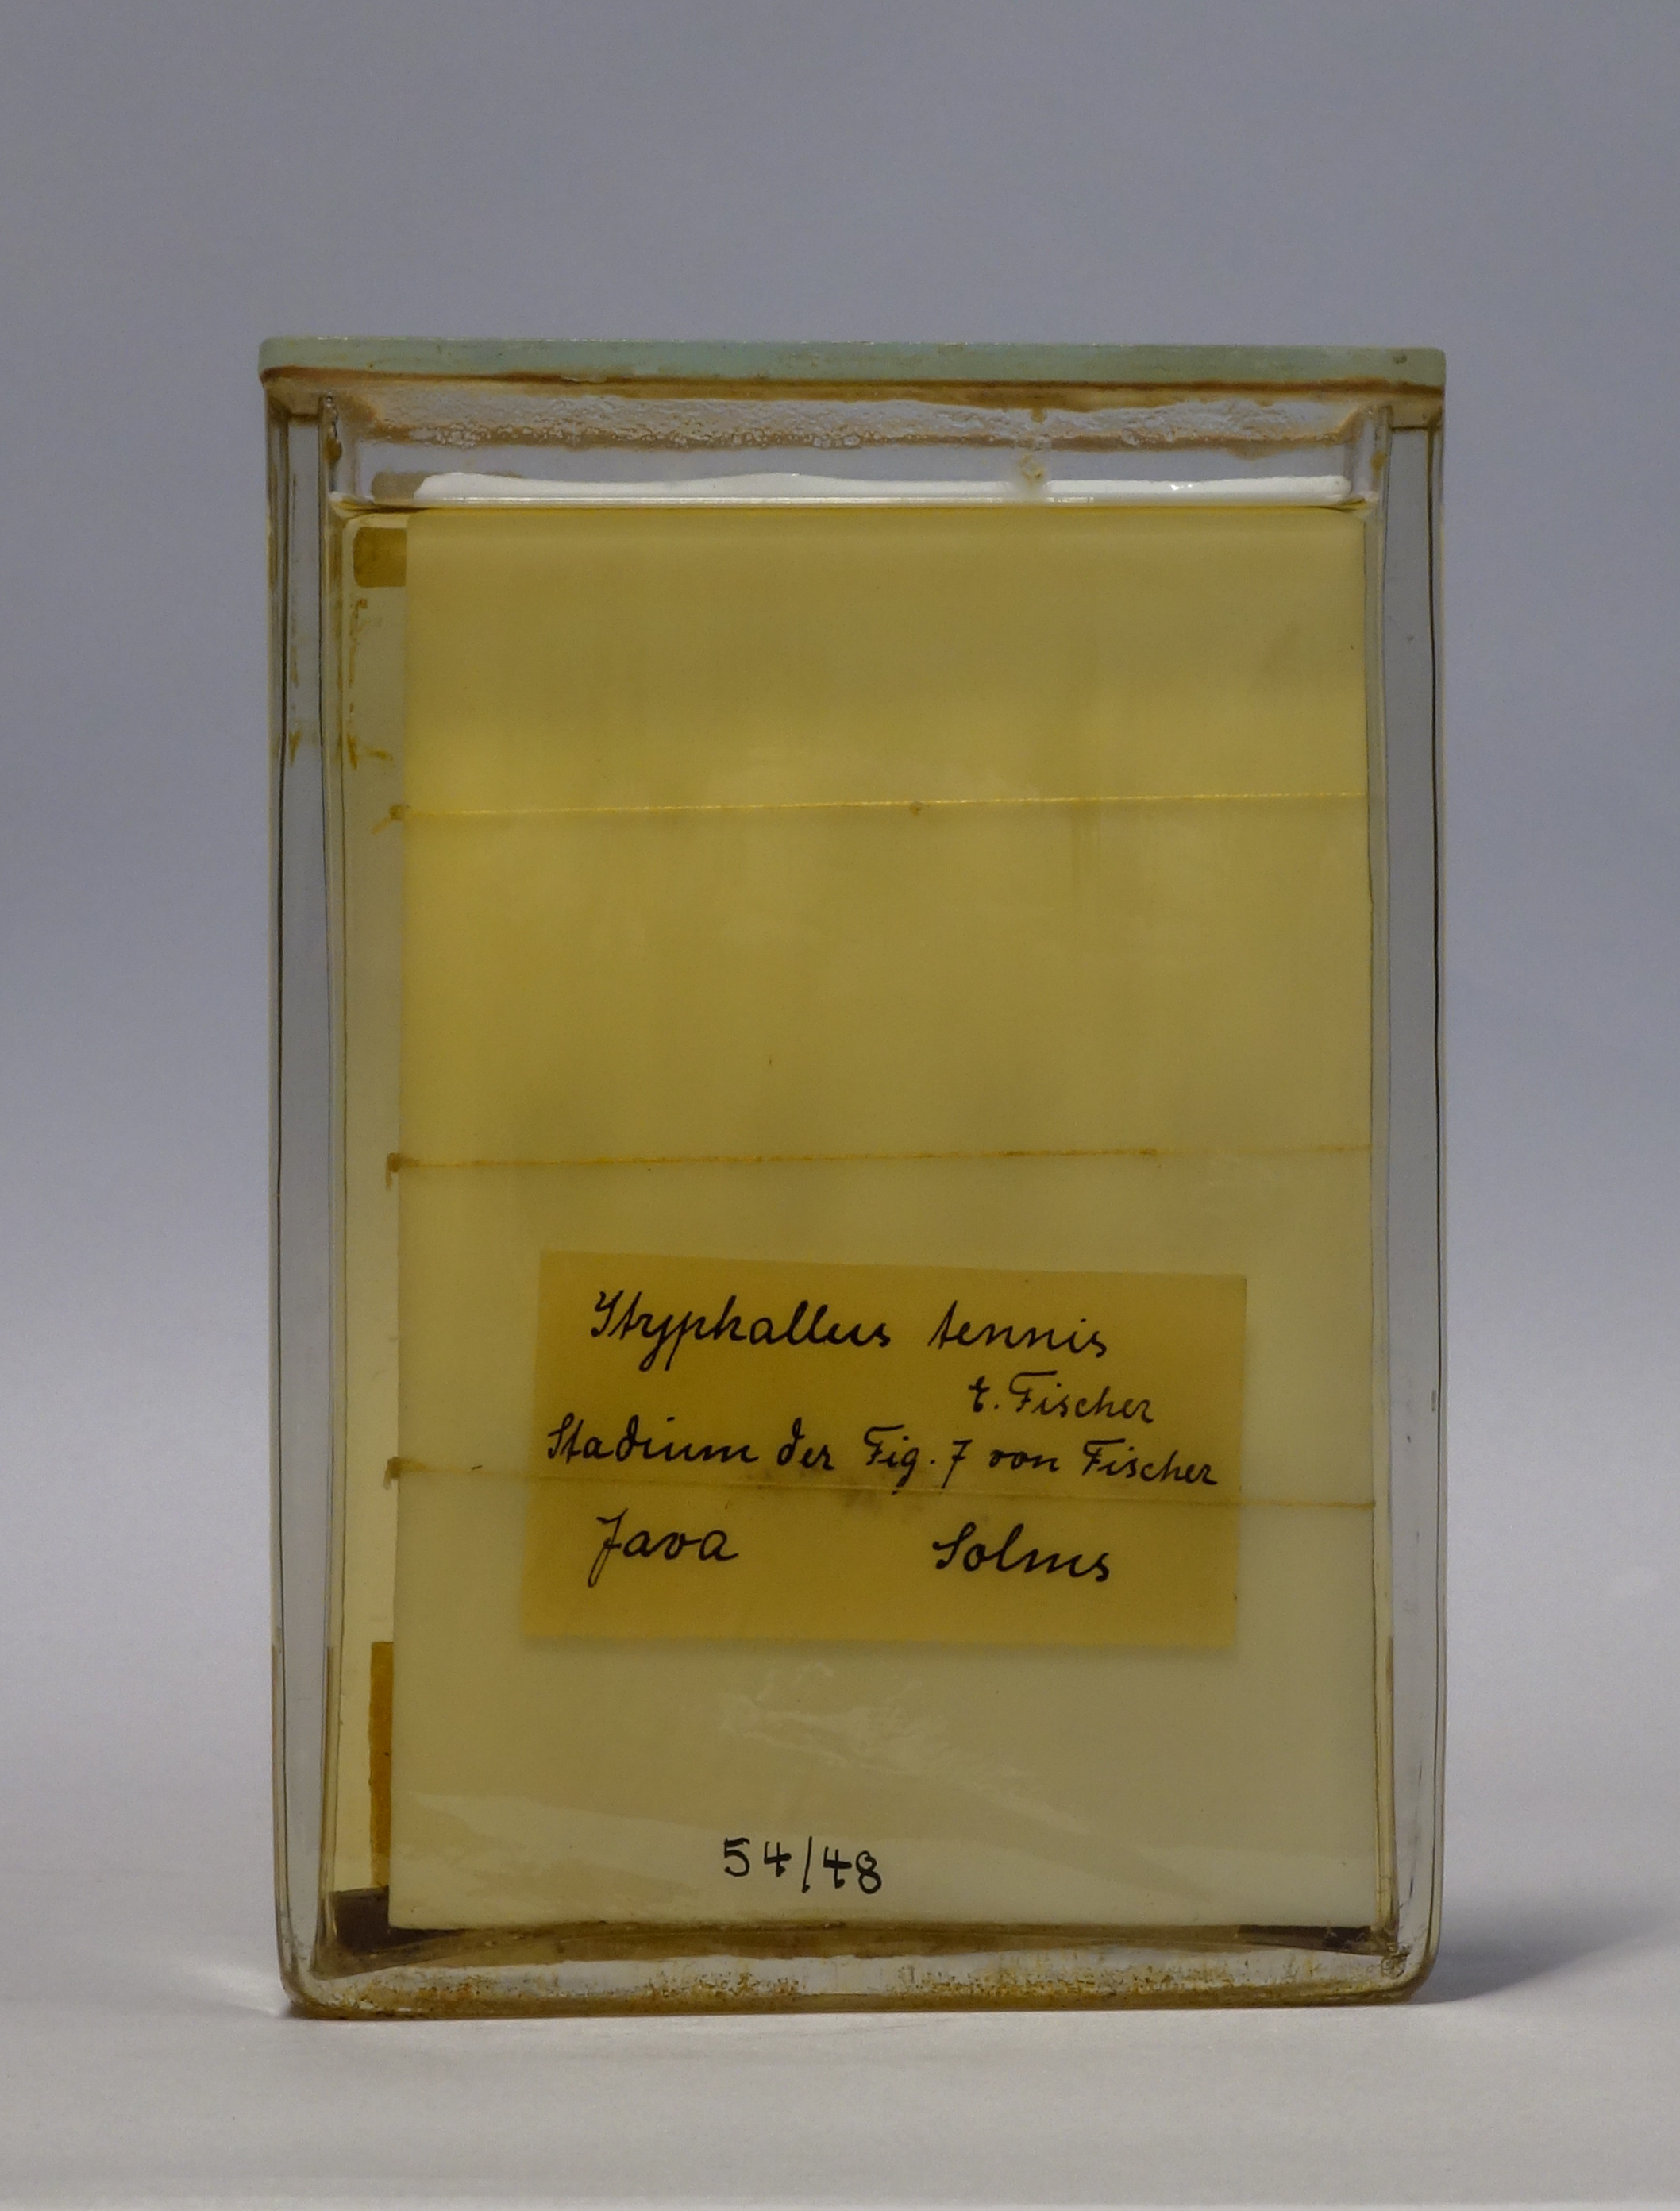 Ityphallus tennis
E. Fischer
Stadium der Fig. 7 von Fischer
Java Solms
54/48